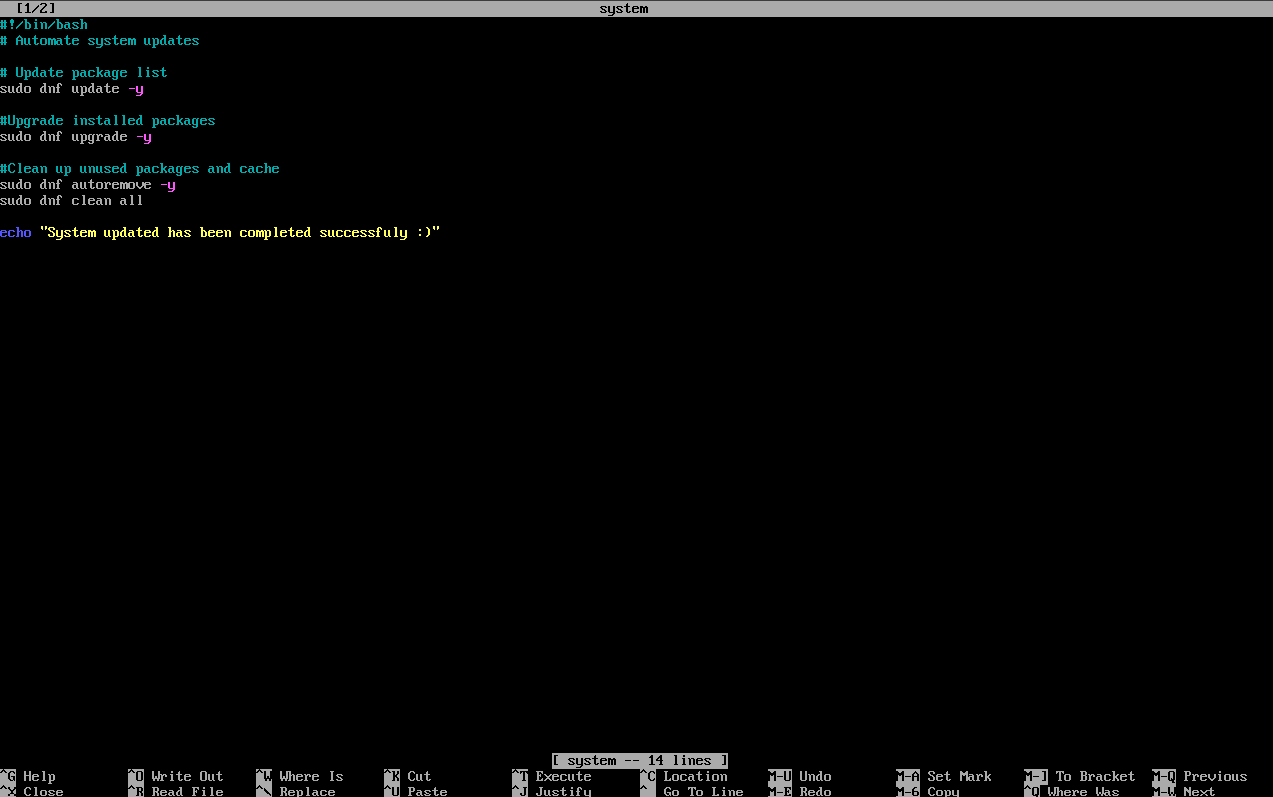 [1/2] system
#!/bin/bash
# Automate system updates
# Update package list
sudo dnf update -y
#Upgrade installed packages
sudo dnf upgrade -y
#Clean up unused packages and cache
sudo dnf autoremove -y
sudo dnf clean all
echo "System updated has been completed successfuly :)"
[ system -- 14 lines ]
^G Help ^O Write Out ^W Where Is ^K Cut ^T Execute ^C Location M-U Undo M-A Set Mark M-] To Bracket M-Q Previous
^X Close ^R Read File ^\ Replace ^U Paste ^J Justify ^ Go To Line M-E Redo M-6 Copy ^Q Where Was M-W Next